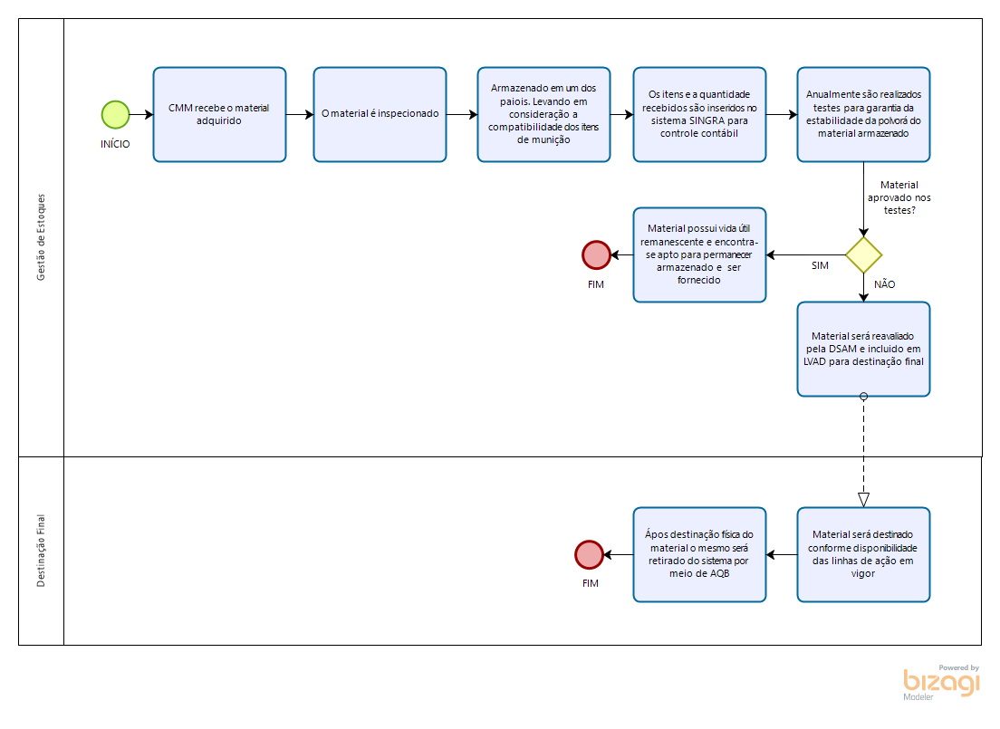 Gestão de Estoques
INÍCIO
CMM recebe o material
adquirido
O material é inspecionado
Armazenado em um dos
paiois. Levando em
consideração a
compatibilidade dos itens
de munição
Os itens e a quantidade
recebidos são inseridos no
sistema SINGRA para
controle contábil
Anualmente são realizados
testes para garantia da
estabilidade da polvorá do
material armazenado
Material
aprovado nos
testes?
SIM
NÃO
Material possui vida útil
remanescente e encontra-
se apto para permanecer
armazenado e ser
fornecido
FIM
Material será reavaliado
pela DSAM e incluido em
LVAD para destinação final
Destinação Final
Material será destinado
conforme disponibilidade
das linhas de ação em
vigor
Ápos destinação física do
material o mesmo será
retirado do sistema por
meio de AQB
FIM
Powered by
bizagi
Modeler